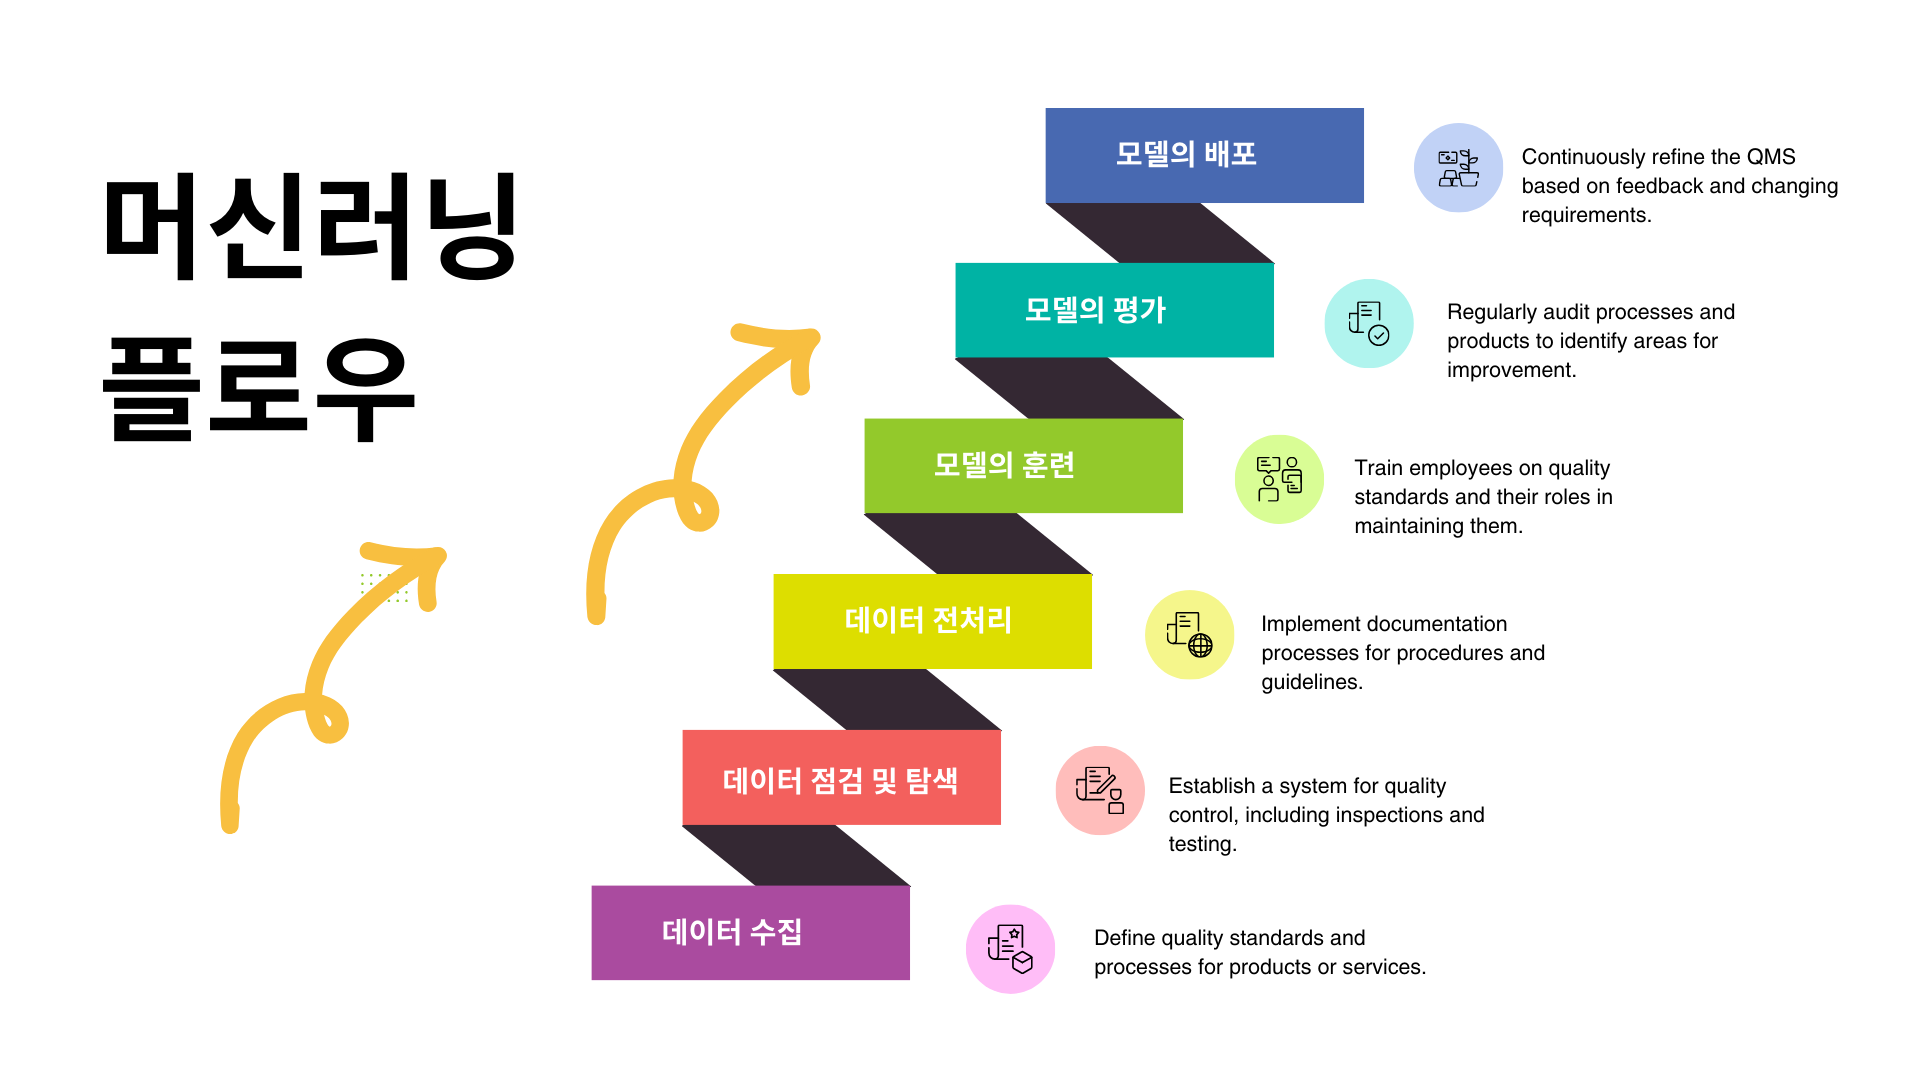 머신러닝
플로우
모델의 배포
Continuously refine the QMS
based on feedback and changing
requirements.
모델의 평가
Regularly audit processes and
products to identify areas for
improvement.
모델의 훈련
Train employees on quality
standards and their roles in
maintaining them.
데이터 전처리
Implement documentation
processes for procedures and
guidelines.
데이터 점검 및 탐색
Establish a system for quality
control, including inspections and
testing.
데이터 수집
Define quality standards and
processes for products or services.